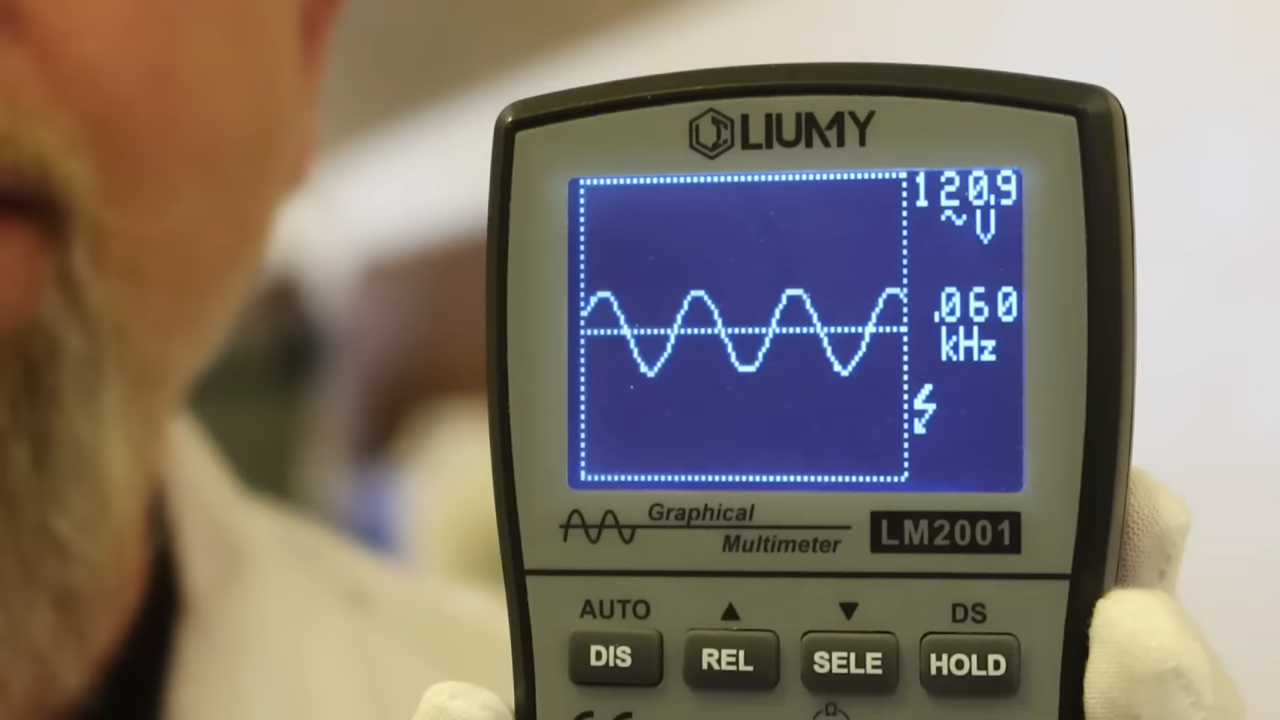 LIUMY
120.9
~V
.060
kHz
Graphical
Multimeter
LM2001
AUTO ▲ ▼ DS
DIS REL SELE HOLD
Ω